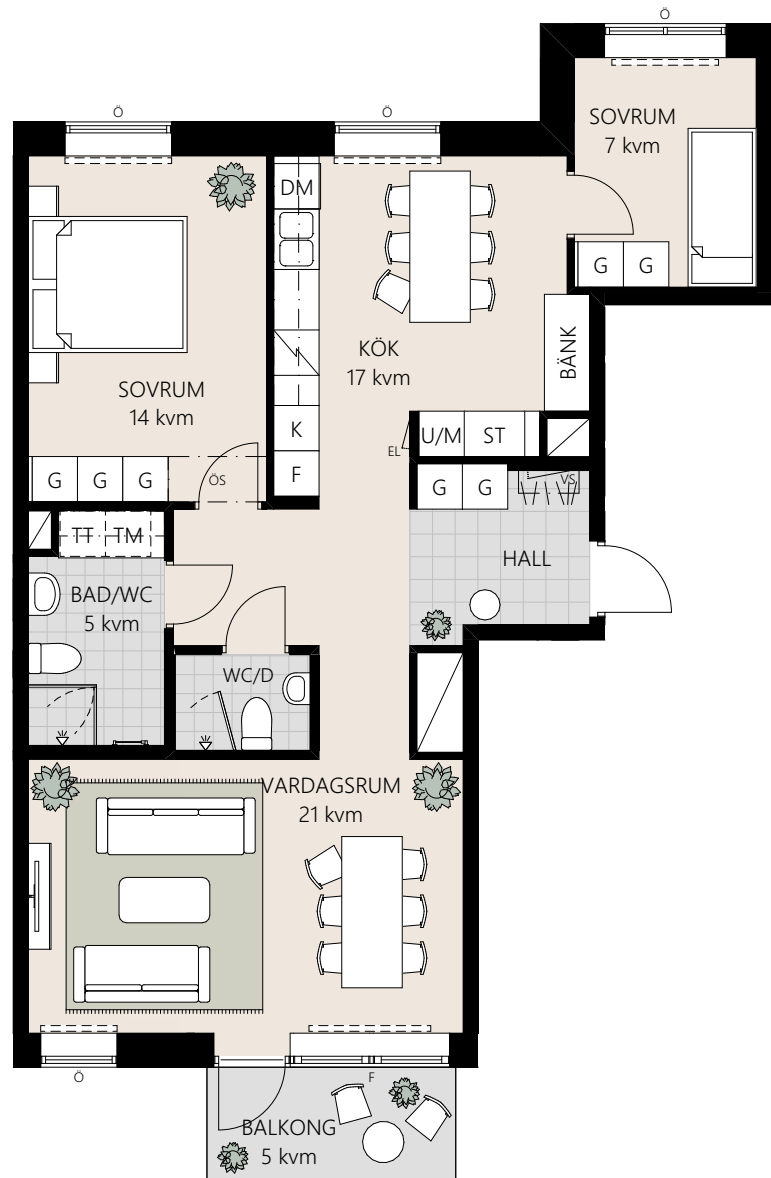 Ö
SOVRUM
7 kvm
Ö
Ö
DM
G G
KÖK
17 kvm
BÄNK
SOVRUM
14 kvm
K
U/M ST
EL
F
G G G
ÖS
G G
VS
TT TM
HALL
BAD/WC
5 kvm
WC/D
VARDAGSRUM
21 kvm
Ö
F
BALKONG
5 kvm